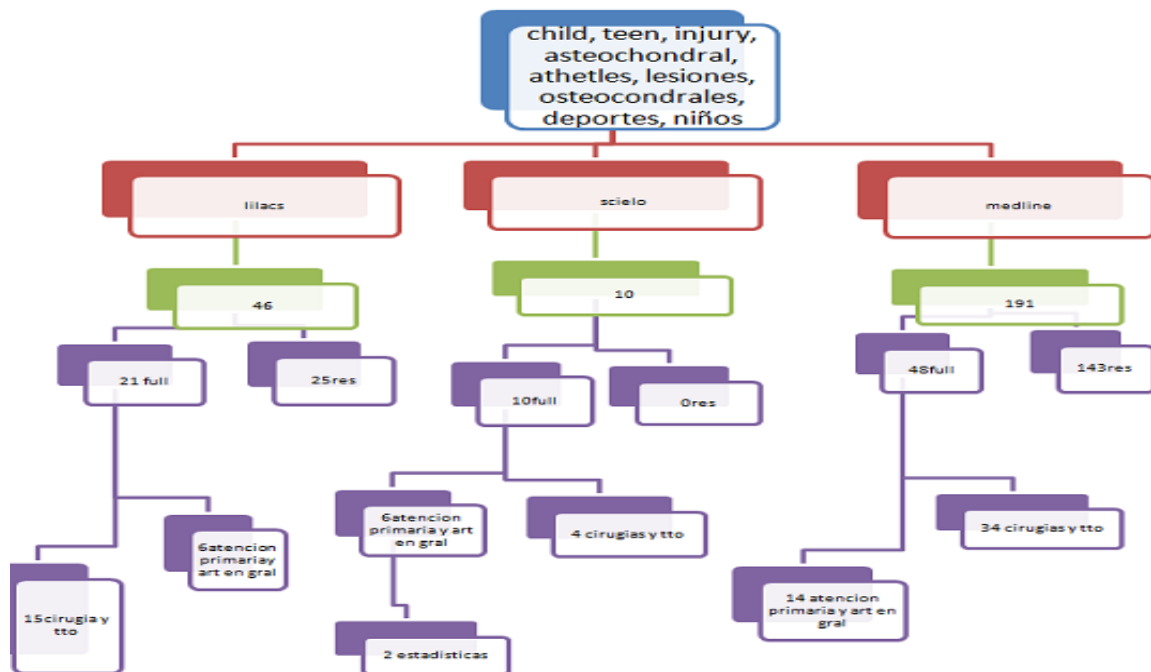 child, teen, injury,
asteochondral,
athetles, lesiones,
osteocondrales,
deportes, niños
lilacs
scielo
medline
46
10
191
21 full
25res
10full
0res
48full
143res
15cirugia y
tto
6atencion
primariay
art en gral
6atencion
primaria y art
en gral
4 cirugias y tto
2 estadisticas
14 atencion
primaria y art en
gral
34 cirugias y tto